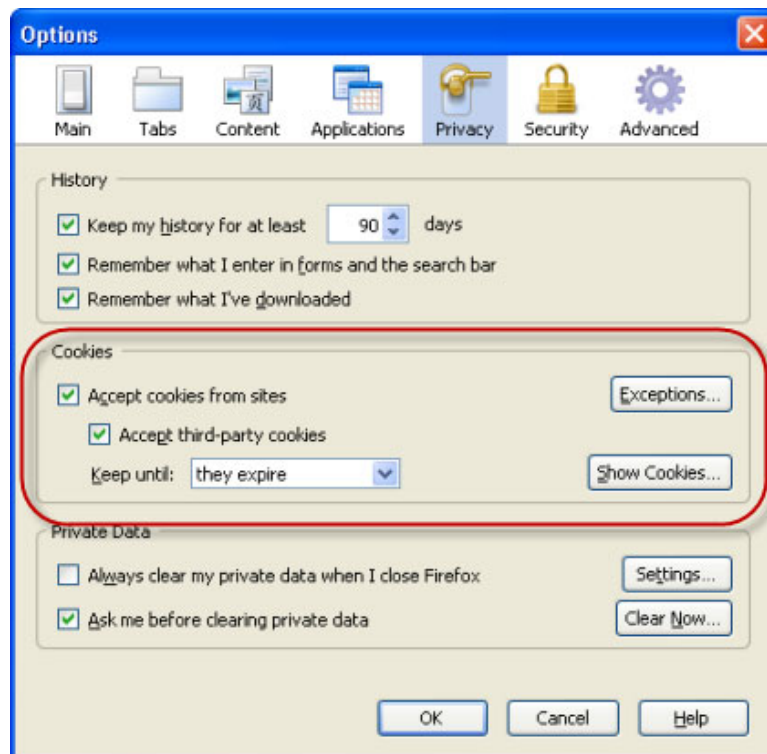 Options
Main Tabs Content Applications Privacy Security Advanced
History
Keep my history for at least 90 days
Remember what I enter in forms and the search bar
Remember what I've downloaded
Cookies
Accept cookies from sites Exceptions...
Accept third-party cookies
Keep until: they expire Show Cookies...
Private Data
Always clear my private data when I close Firefox Settings...
Ask me before clearing private data Clear Now...
OK Cancel Help